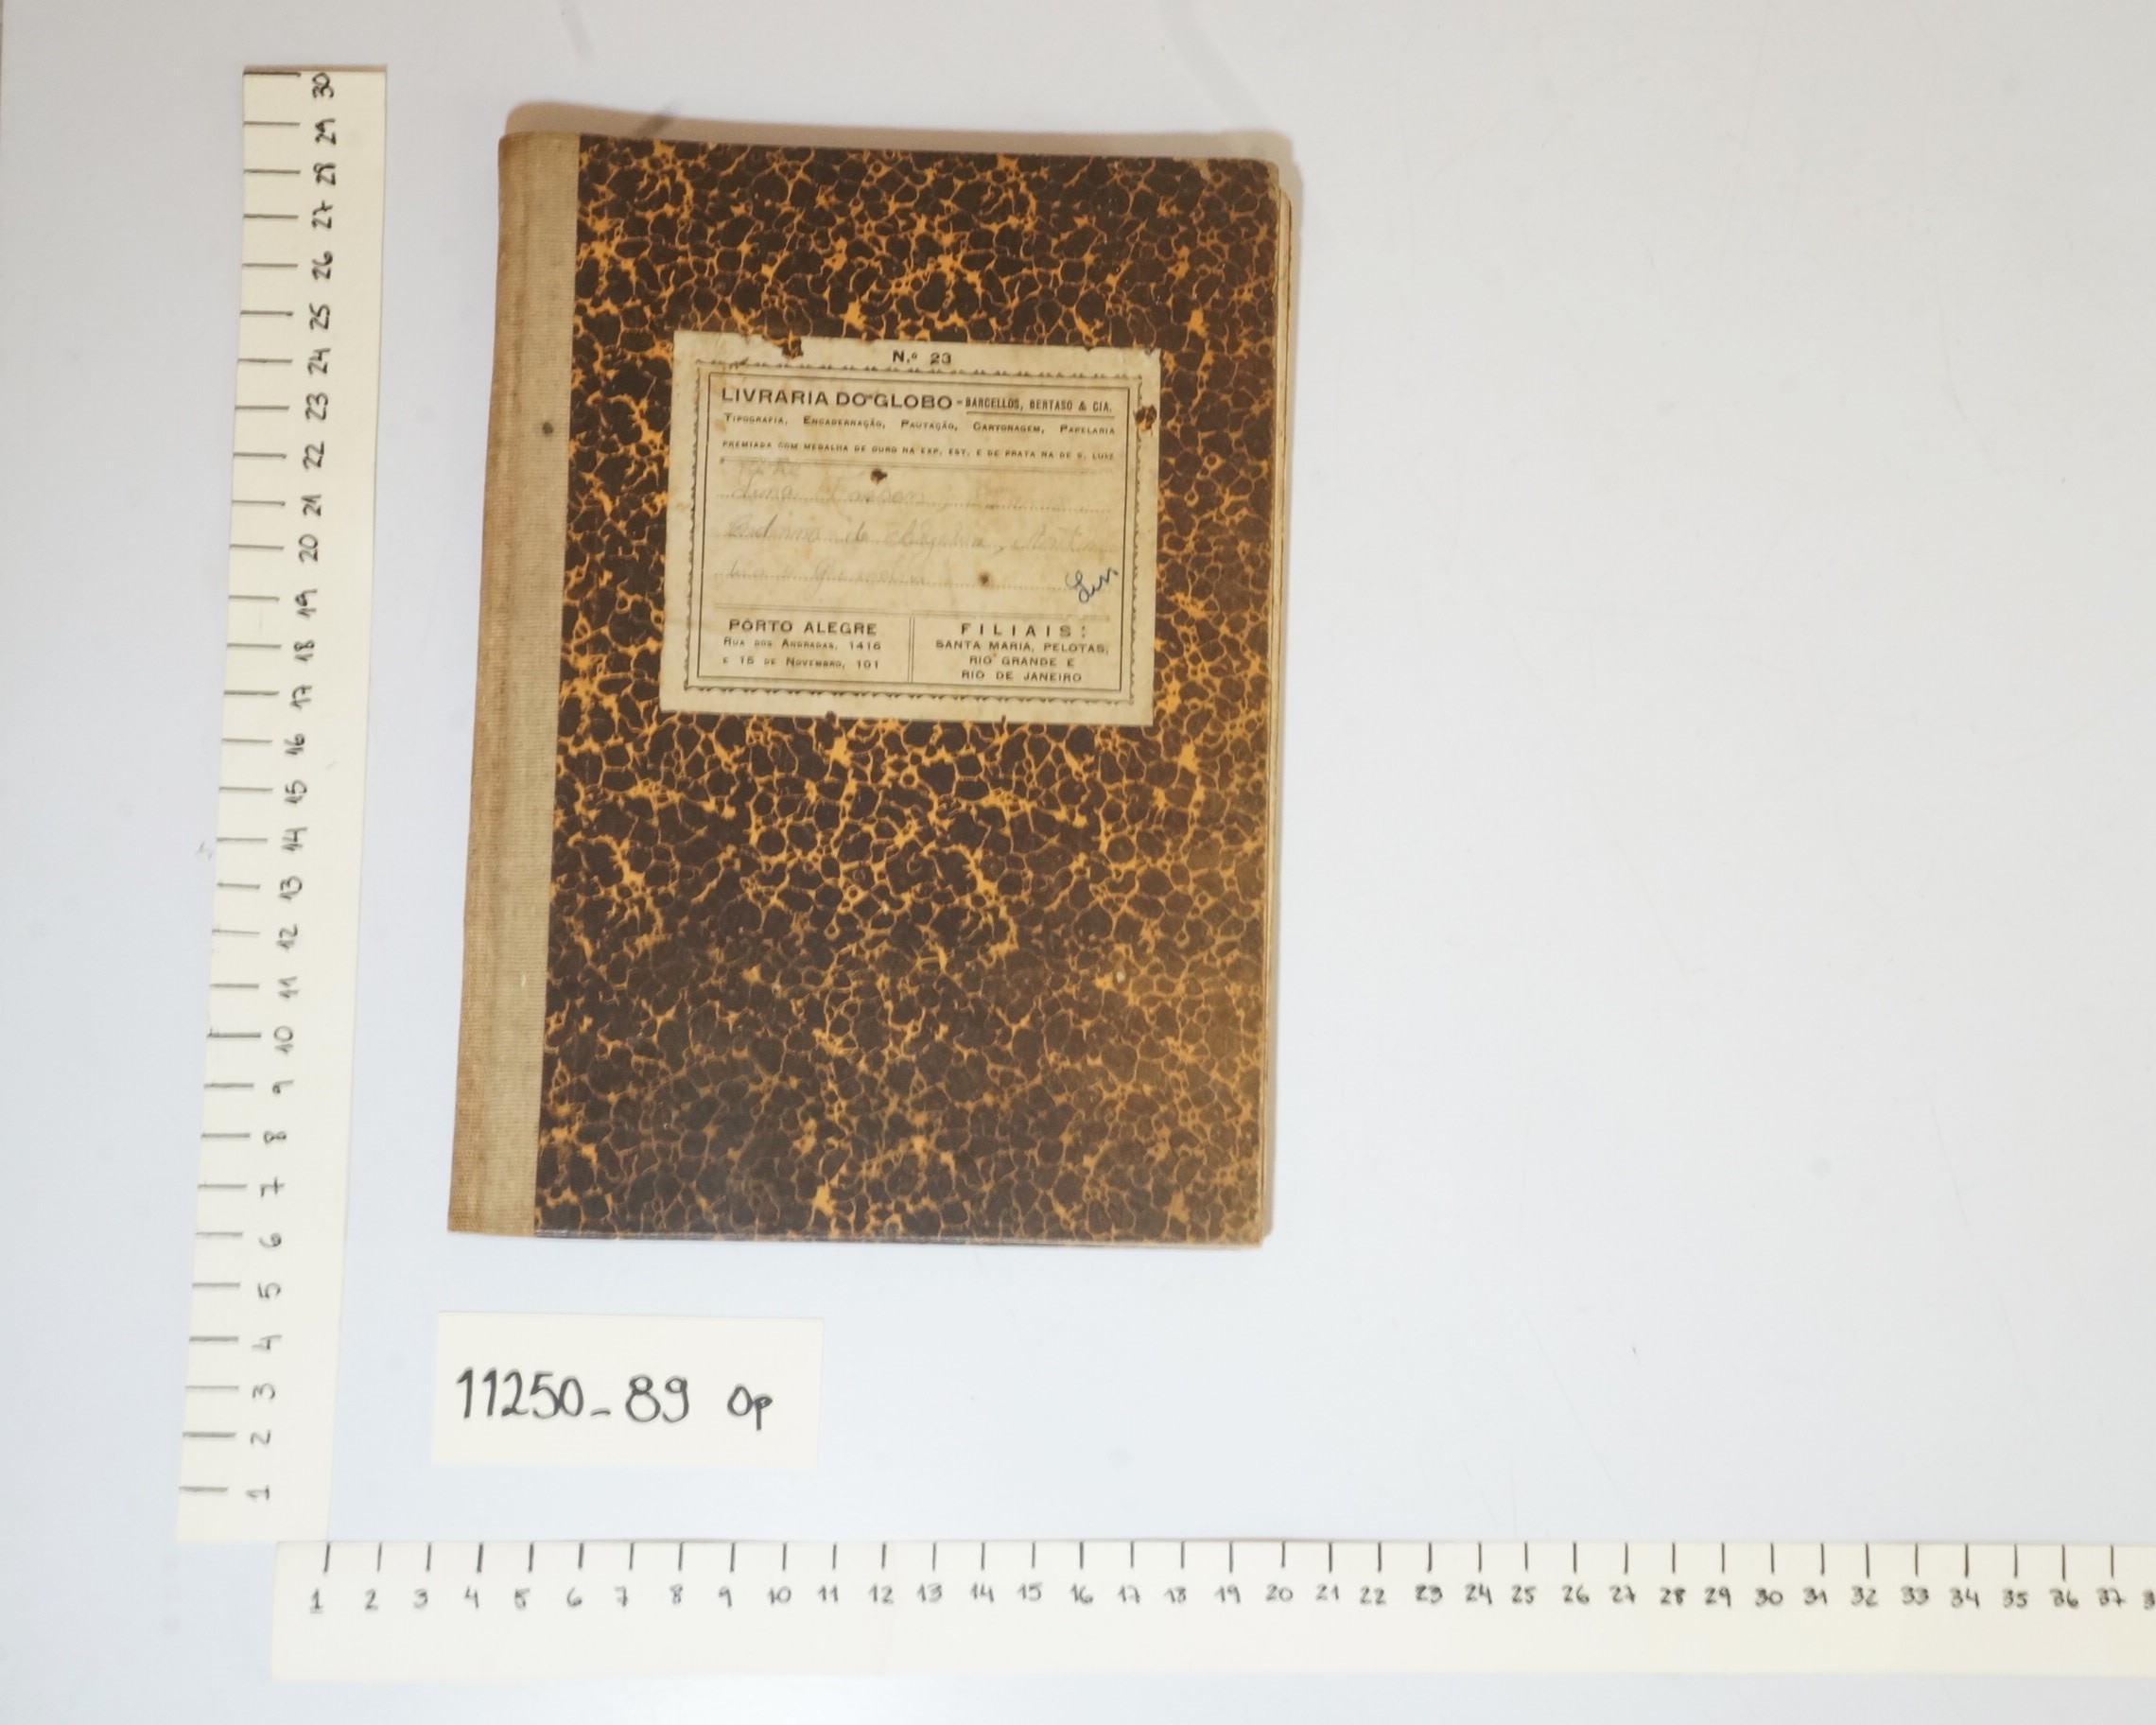 30
29
28
27
26
25
24
23
22
21
20
19
18
17
16
15
14
13
12
11
10
9
8
7
6
5
4
3
2
1
N.º 23
LIVRARIA DO GLOBO - BARCELLOS, BERTASO & CIA.
TIPOGRAFIA, ENCADERNAÇÃO, PAUTAÇÃO, CARTONAGEM, PAPELARIA
PREMIADA COM MEDALHA DE OURO NA EXP. EST. E DE PRATA NA DE S. LUIZ
PÔRTO ALEGRE
RUA DOS ANDRADAS, 1416
E 15 DE NOVEMBRO, 101
FILIAIS:
SANTA MARIA, PELOTAS,
RIO GRANDE E
RIO DE JANEIRO
11250-89 Op
1 2 3 4 5 6 7 8 9 10 11 12 13 14 15 16 17 18 19 20 21 22 23 24 25 26 27 28 29 30 31 32 33 34 35 36 37